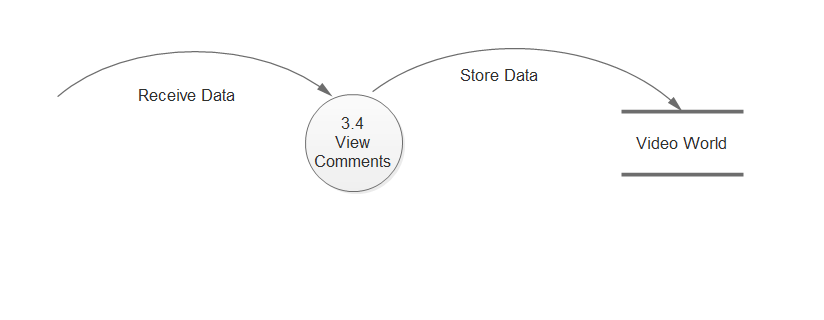 Receive Data
Store Data
3.4
View
Comments
Video World